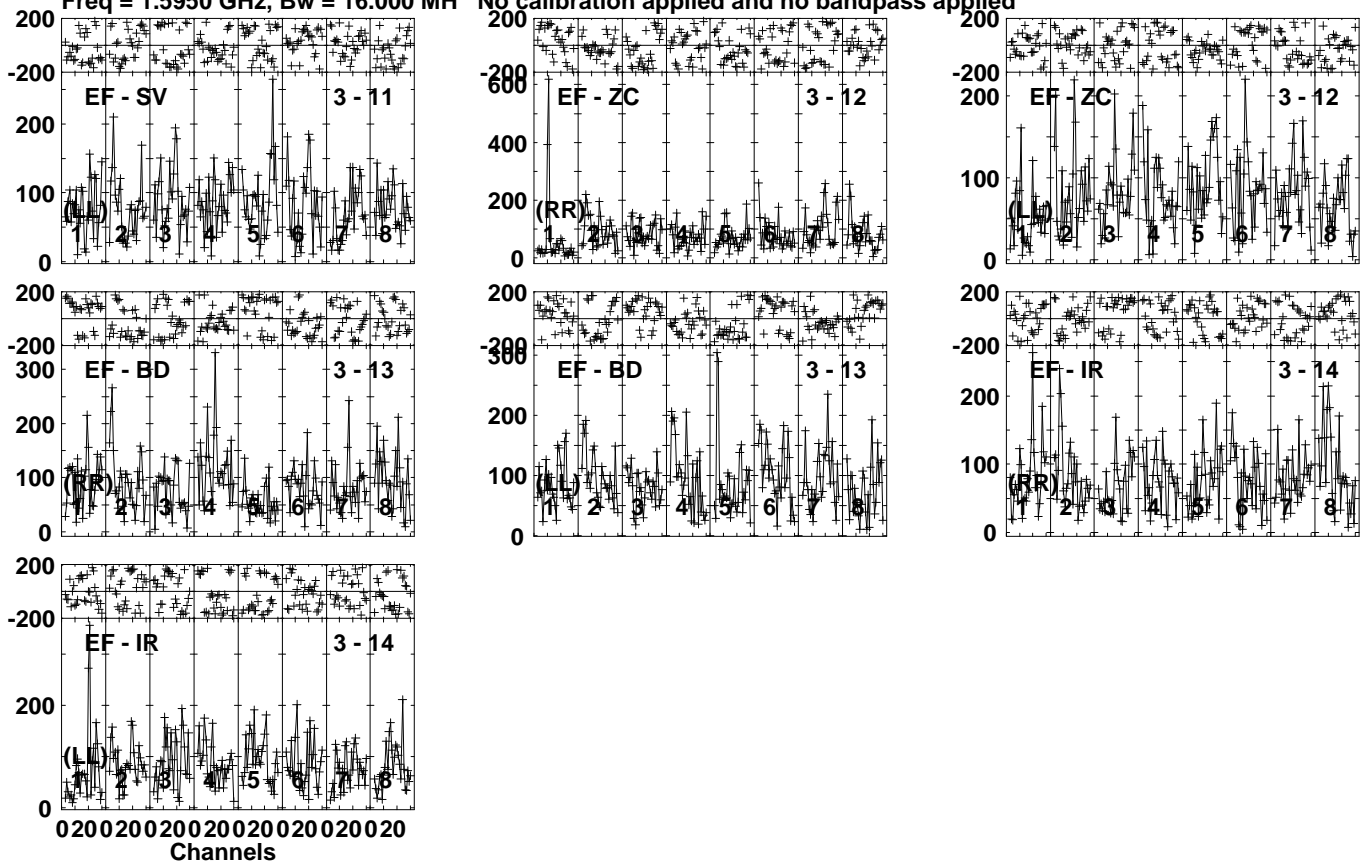 Freq = 1.5950 GHz, Bw = 16.000 MH No calibration applied and no bandpass applied
200
-200
EF - SV 3 - 11
200
100
0
(LL)
1 2 3 4 5 6 7 8
200
-200
EF - ZC 3 - 12
600
400
200
0
(RR)
1 2 3 4 5 6 7 8
200
-200
EF - ZC 3 - 12
200
100
0
(LL)
1 2 3 4 5 6 7 8
200
-200
EF - BD 3 - 13
300
200
100
0
(RR)
1 2 3 4 5 6 7 8
200
-200
EF - BD 3 - 13
300
200
100
0
(LL)
1 2 3 4 5 6 7 8
200
-200
EF - IR 3 - 14
200
100
0
(RR)
1 2 3 4 5 6 7 8
200
-200
EF - IR 3 - 14
200
100
0
(LL)
1 2 3 4 5 6 7 8
0 20 0 20 0 20 0 20 0 20 0 20 0 20 0 20
Channels